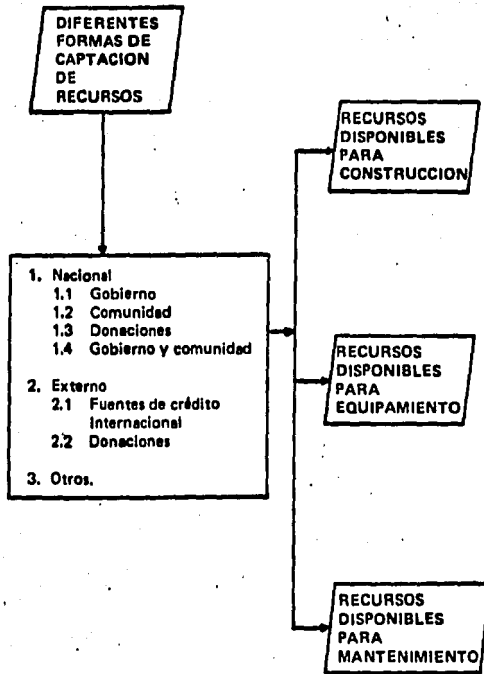 DIFERENTES
FORMAS DE
CAPTACION
DE
RECURSOS
RECURSOS
DISPONIBLES
PARA
CONSTRUCCION
1. Nacional
1.1 Gobierno
1.2 Comunidad
1.3 Donaciones
1.4 Gobierno y comunidad
2. Externo
2.1 Fuentes de crédito
Internacional
2.2 Donaciones
3. Otros.
RECURSOS
DISPONIBLES
PARA
EQUIPAMIENTO
RECURSOS
DISPONIBLES
PARA
MANTENIMIENTO